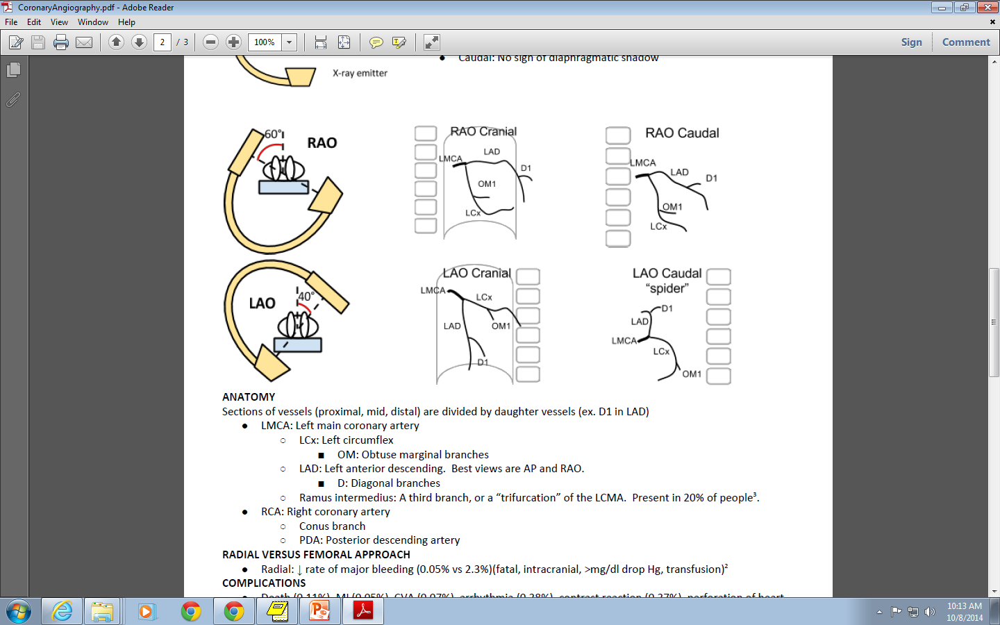 CoronaryAngiography.pdf - Adobe Reader
File Edit View Window Help
2 / 3 100% Sign Comment
● Caudal: No sign of diaphragmatic shadow
X-ray emitter
60°
RAO
RAO Cranial
LMCA
LAD
D1
OM1
LCx
RAO Caudal
LMCA
LAD
D1
OM1
LCx
LAO
40°
LAO Cranial
LMCA
LCx
LAD
OM1
D1
LAO Caudal
“spider”
D1
LAD
LMCA
LCx
OM1
ANATOMY
Sections of vessels (proximal, mid, distal) are divided by daughter vessels (ex. D1 in LAD)
● LMCA: Left main coronary artery
○ LCx: Left circumflex
■ OM: Obtuse marginal branches
○ LAD: Left anterior descending. Best views are AP and RAO.
■ D: Diagonal branches
○ Ramus intermedius: A third branch, or a “trifurcation” of the LCMA. Present in 20% of people³.
● RCA: Right coronary artery
○ Conus branch
○ PDA: Posterior descending artery
RADIAL VERSUS FEMORAL APPROACH
● Radial: ↓ rate of major bleeding (0.05% vs 2.3%)(fatal, intracranial, >mg/dl drop Hg, transfusion)²
COMPLICATIONS
● Death (0.11%), MI (0.05%), CVA (0.07%), arrhythmia (0.38%), contrast reaction (0.37%), perforation of heart
10:13 AM
10/8/2014